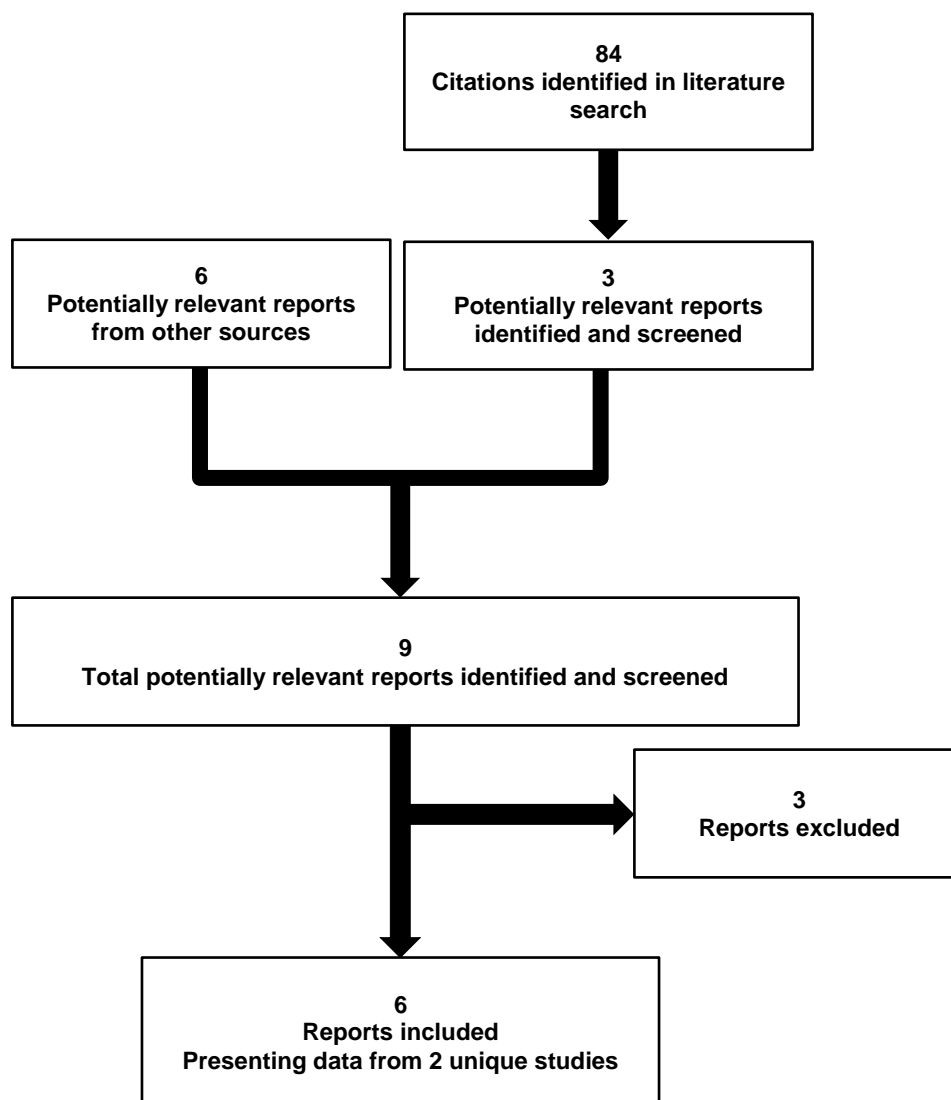 84
Citations identified in literature
search
6
Potentially relevant reports
from other sources
3
Potentially relevant reports
identified and screened
9
Total potentially relevant reports identified and screened
3
Reports excluded
6
Reports included
Presenting data from 2 unique studies